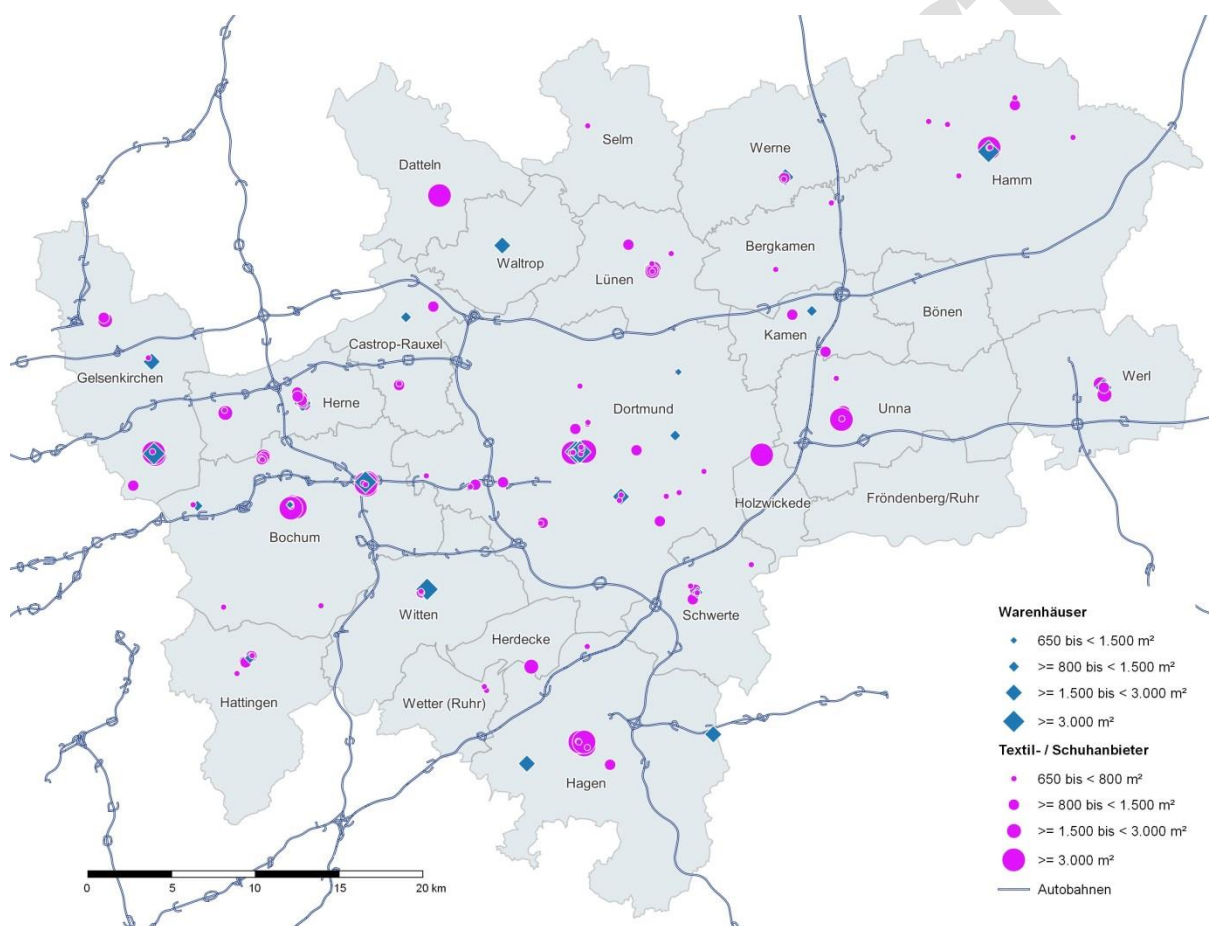 Selm
Datteln
Werne
Hamm
Waltrop
Bergkamen
Lünen
Bönen
Castrop-Rauxel
Kamen
Gelsenkirchen
Werl
Herne
Dortmund
Unna
Holzwickede
Fröndenberg/Ruhr
Bochum
Witten
Schwerte
Herdecke
Hattingen
Wetter (Ruhr)
Hagen
Warenhäuser
650 bis < 1.500 m²
>= 800 bis < 1.500 m²
>= 1.500 bis < 3.000 m²
>= 3.000 m²
Textil- / Schuhanbieter
650 bis < 800 m²
>= 800 bis < 1.500 m²
>= 1.500 bis < 3.000 m²
>= 3.000 m²
Autobahnen
0 5 10 15 20 km